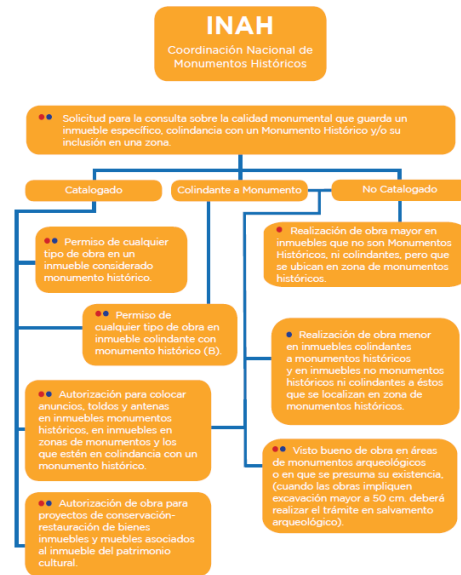 INAH
Coordinación Nacional de
Monumentos Históricos
Solicitud para la consulta sobre la calidad monumental que guarda un
inmueble específico, colindancia con un Monumento Histórico y/o su
inclusión en una zona.
Catalogado
Colindante a Monumento
No Catalogado
Permiso de cualquier
tipo de obra en un
inmueble considerado
monumento histórico.
Realización de obra mayor en
inmuebles que no son Monumentos
Históricos, ni colindantes, pero que
se ubican en zona de monumentos
históricos.
Permiso de
cualquier tipo de obra en
inmueble colindante con
monumento histórico (B).
Realización de obra menor
en inmuebles colindantes
a monumentos históricos
y en inmuebles no monumentos
históricos ni colindantes a éstos
que se localizan en zona de
monumentos históricos.
Autorización para colocar
anuncios, toldos y antenas
en inmuebles monumentos
históricos, en inmuebles en
zonas de monumentos y los
que estén en colindancia con un
monumento histórico.
Visto bueno de obra en áreas
de monumentos arqueológicos
o en que se presuma su existencia,
(cuando las obras impliquen
excavación mayor a 50 cm. deberá
realizar el trámite en salvamento
arqueológico).
Autorización de obra para
proyectos de conservación-
restauración de bienes
inmuebles y muebles asociados
al inmueble del patrimonio
cultural.